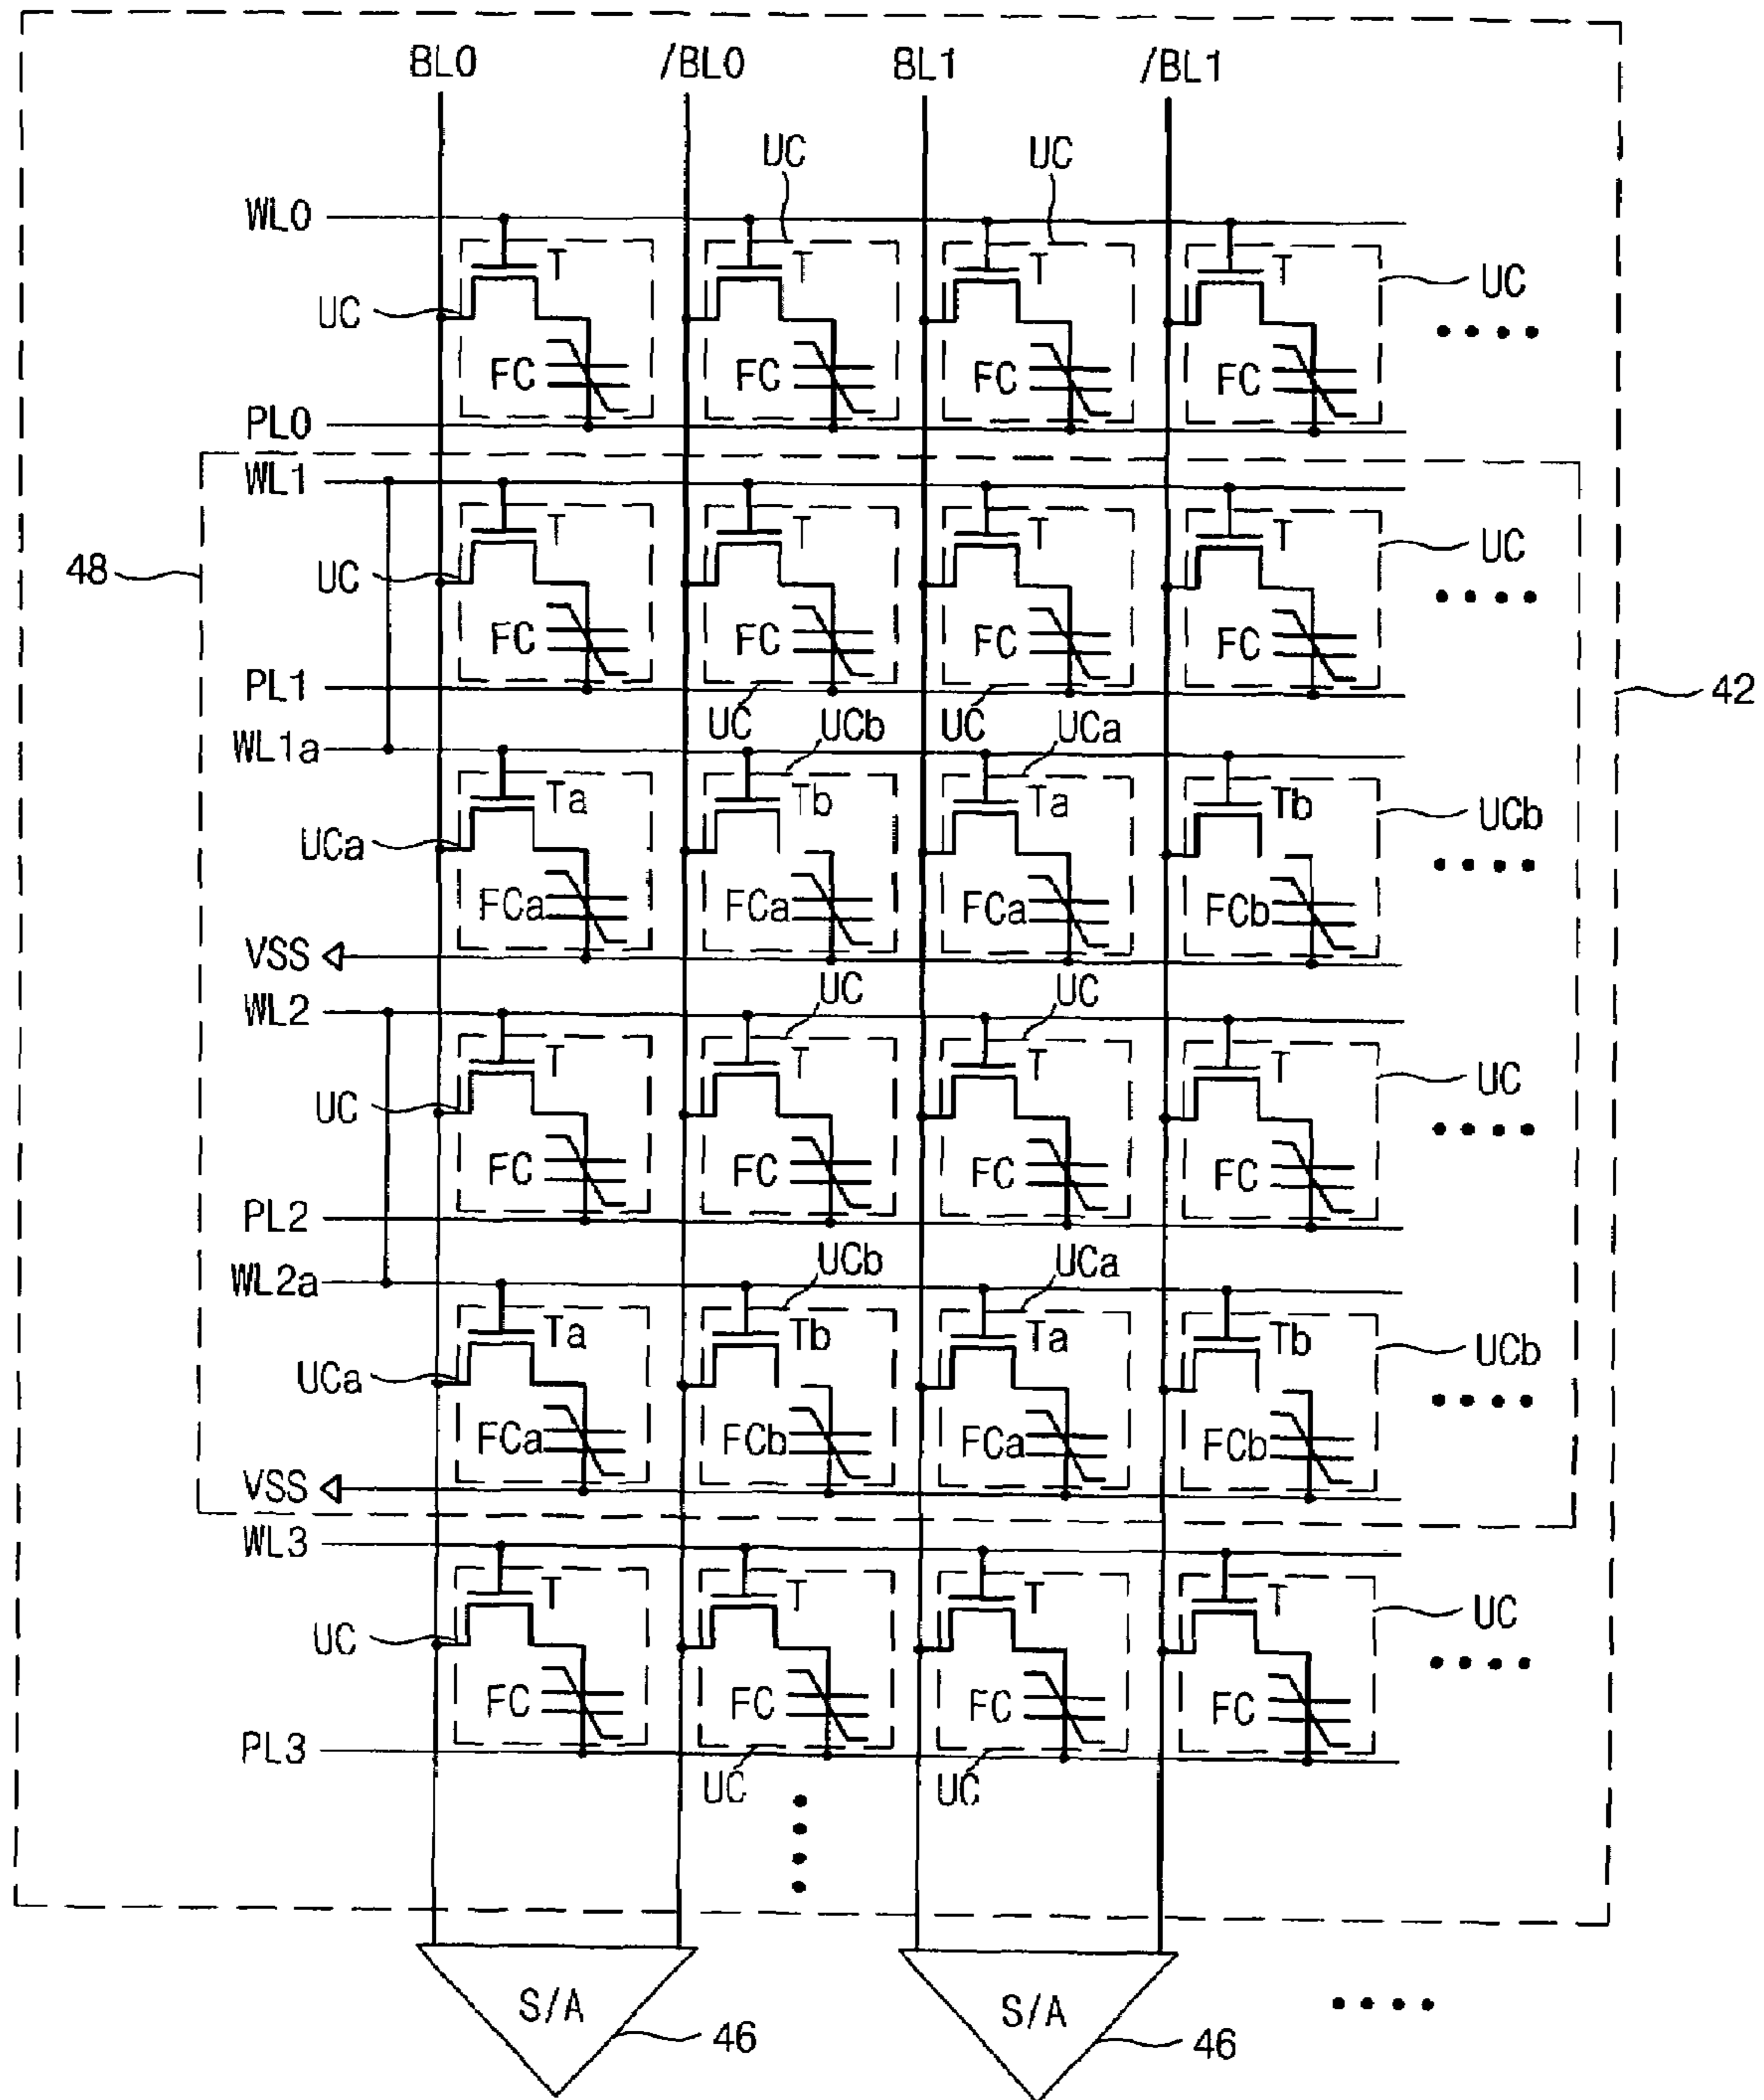 BL0 /BL0 BL1 /BL1
UC UC
WL0
T T T T
UC UC
FC FC FC FC
PL0
WL1
T T T T
48 UC UC
FC FC FC FC
PL1 42
UC UCb UC UCa
WL1a
Ta Tb Ta Tb
UCa UCb
FCa FCa FCa FCb
VSS
UC UC
WL2
T T T T
UC UC
FC FC FC FC
PL2
UCb UCa
WL2a
Ta Tb Ta Tb
UCa UCb
FCa FCb FCa FCb
VSS
WL3
T T T T
UC UC
FC FC FC FC
PL3
UC UC
S/A S/A
46 46